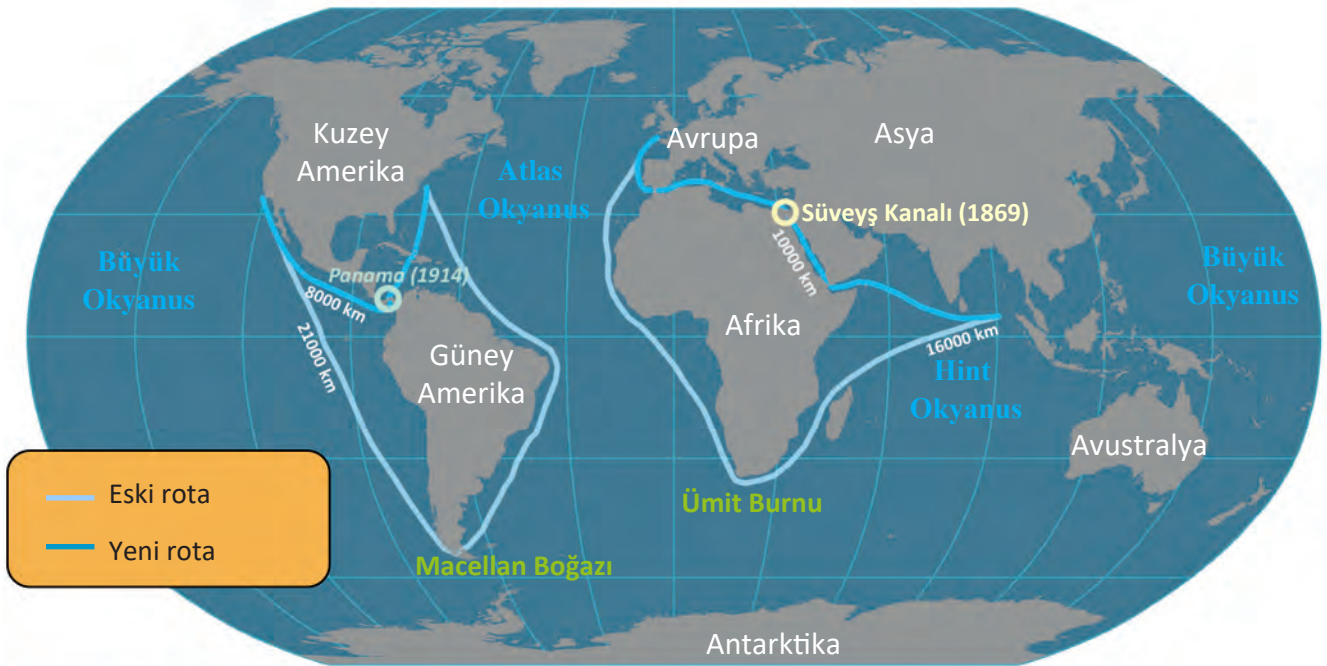 Kuzey
Amerika
Avrupa
Asya
Atlas
Okyanus
Süveyş Kanalı (1869)
10000 km
Büyük
Okyanus
Panama (1914)
8000 km
21000 km
Büyük
Okyanus
Afrika
16000 km
Güney
Amerika
Hint
Okyanus
Avustralya
Eski rota
Yeni rota
Ümit Burnu
Macellan Boğazı
Antarktika